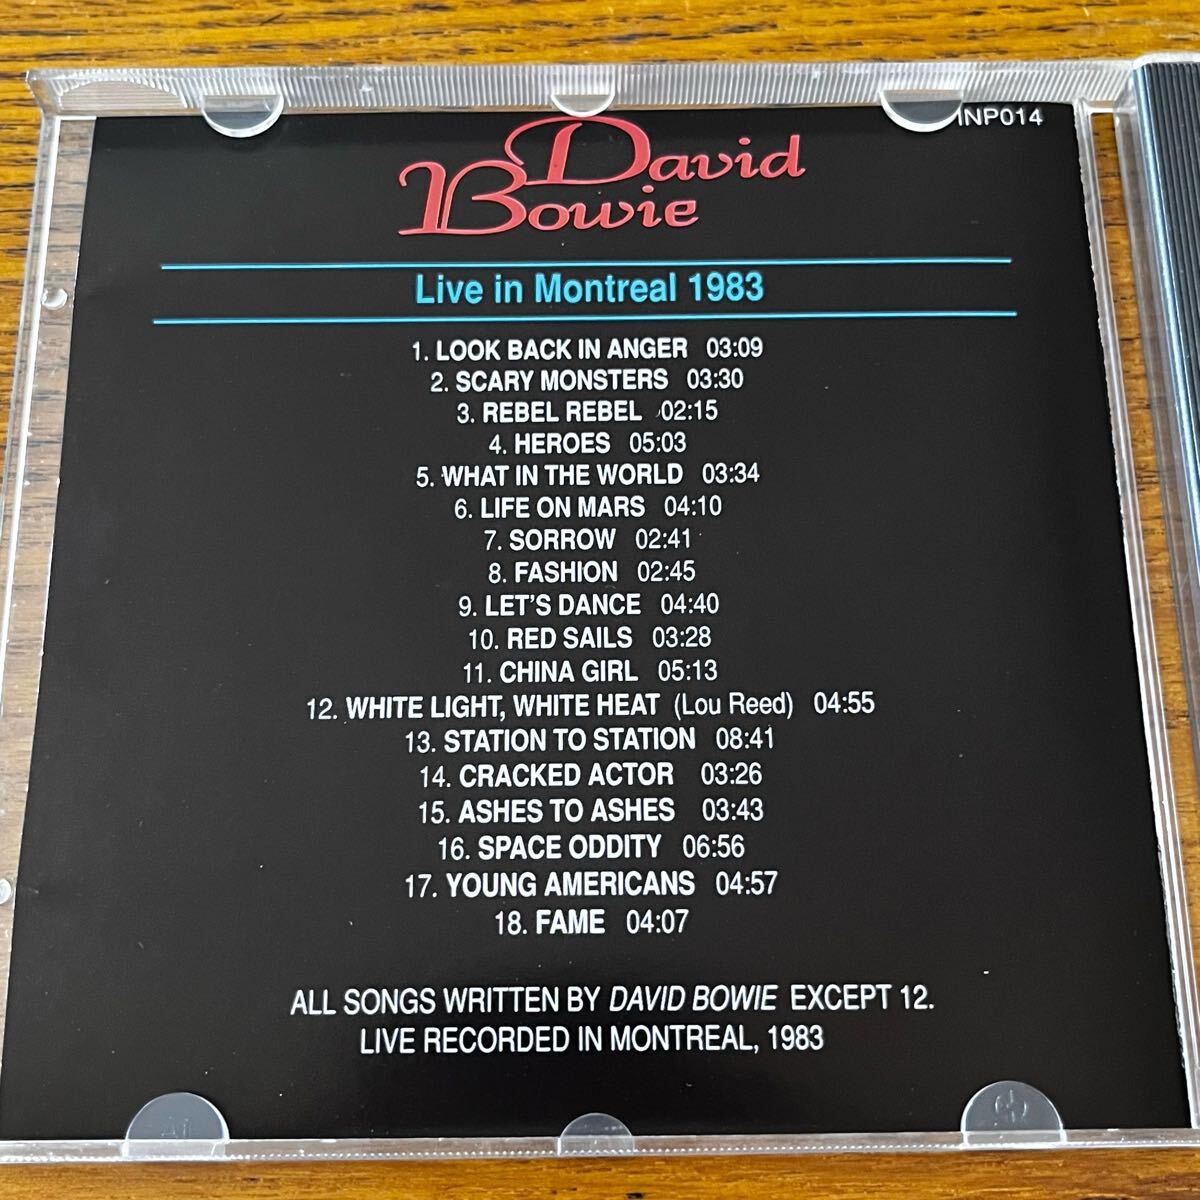 INP014
David
Bowie
Live in Montreal 1983
1. LOOK BACK IN ANGER 03:09
2. SCARY MONSTERS 03:30
3. REBEL REBEL 02:15
4. HEROES 05:03
5. WHAT IN THE WORLD 03:34
6. LIFE ON MARS 04:10
7. SORROW 02:41
8. FASHION 02:45
9. LET'S DANCE 04:40
10. RED SAILS 03:28
11. CHINA GIRL 05:13
12. WHITE LIGHT, WHITE HEAT (Lou Reed) 04:55
13. STATION TO STATION 08:41
14. CRACKED ACTOR 03:26
15. ASHES TO ASHES 03:43
16. SPACE ODDITY 06:56
17. YOUNG AMERICANS 04:57
18. FAME 04:07
ALL SONGS WRITTEN BY DAVID BOWIE EXCEPT 12.
LIVE RECORDED IN MONTREAL, 1983